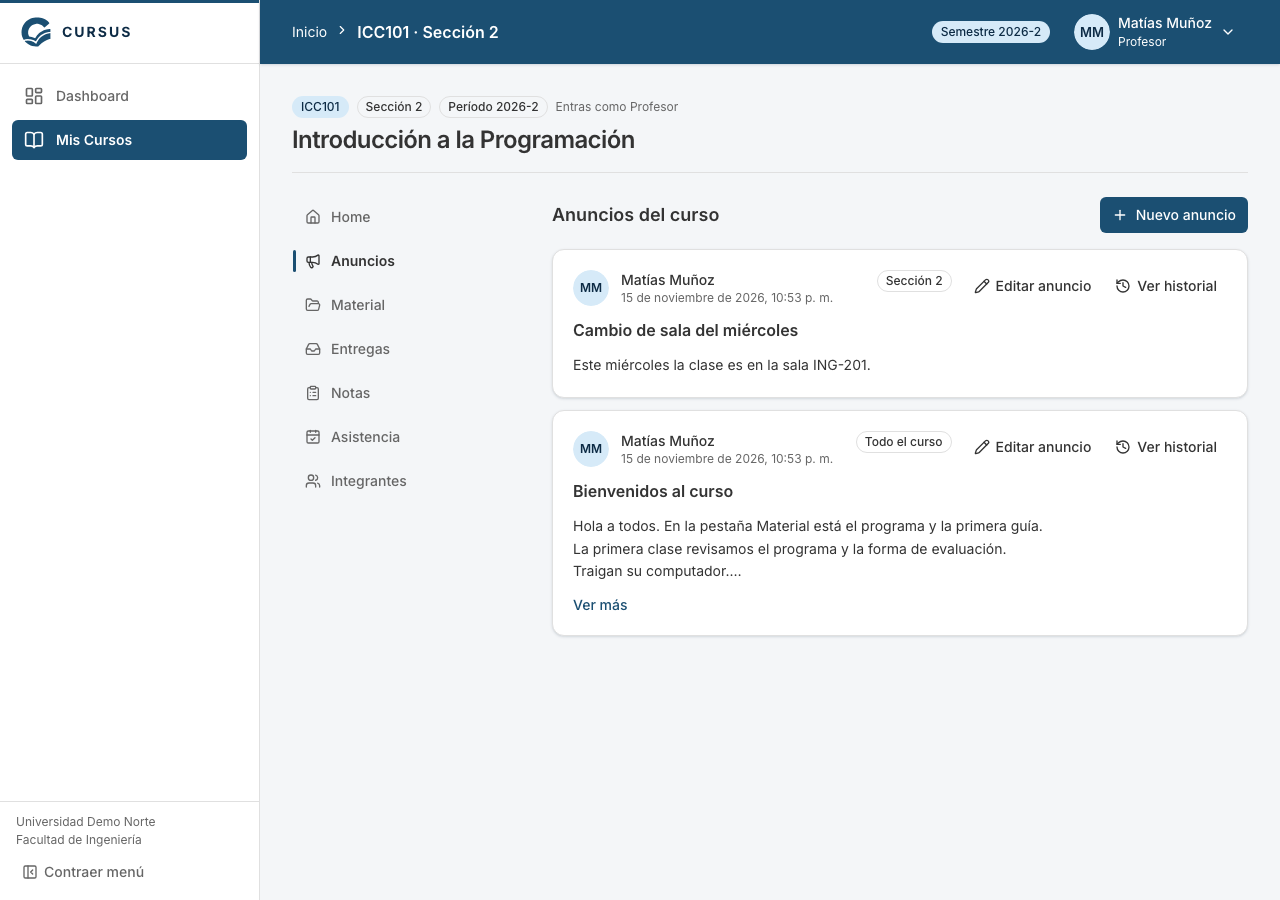 CURSUS
Inicio
ICC101 · Sección 2
Semestre 2026-2
MM
Matías Muñoz
Profesor
Dashboard
Mis Cursos
ICC101
Sección 2
Período 2026-2
Entras como Profesor
Introducción a la Programación
Home
Anuncios
Material
Entregas
Notas
Asistencia
Integrantes
Anuncios del curso
Nuevo anuncio
MM
Matías Muñoz
15 de noviembre de 2026, 10:53 p. m.
Sección 2
Editar anuncio
Ver historial
Cambio de sala del miércoles
Este miércoles la clase es en la sala ING-201.
MM
Matías Muñoz
15 de noviembre de 2026, 10:53 p. m.
Todo el curso
Editar anuncio
Ver historial
Bienvenidos al curso
Hola a todos. En la pestaña Material está el programa y la primera guía.
La primera clase revisamos el programa y la forma de evaluación.
Traigan su computador....
Ver más
Universidad Demo Norte
Facultad de Ingeniería
Contraer menú